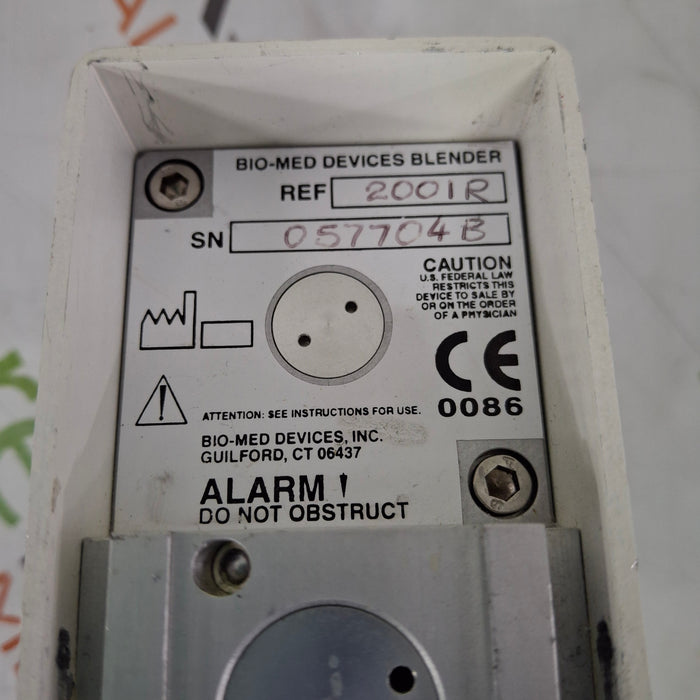 BIO-MED DEVICES BLENDER
REF 2001R
SN 057704B
CAUTION
U.S. FEDERAL LAW
RESTRICTS THIS
DEVICE TO SALE BY
OR ON THE ORDER
OF A PHYSICIAN
CE
0086
ATTENTION: SEE INSTRUCTIONS FOR USE.
BIO-MED DEVICES, INC.
GUILFORD, CT 06437
ALARM
DO NOT OBSTRUCT